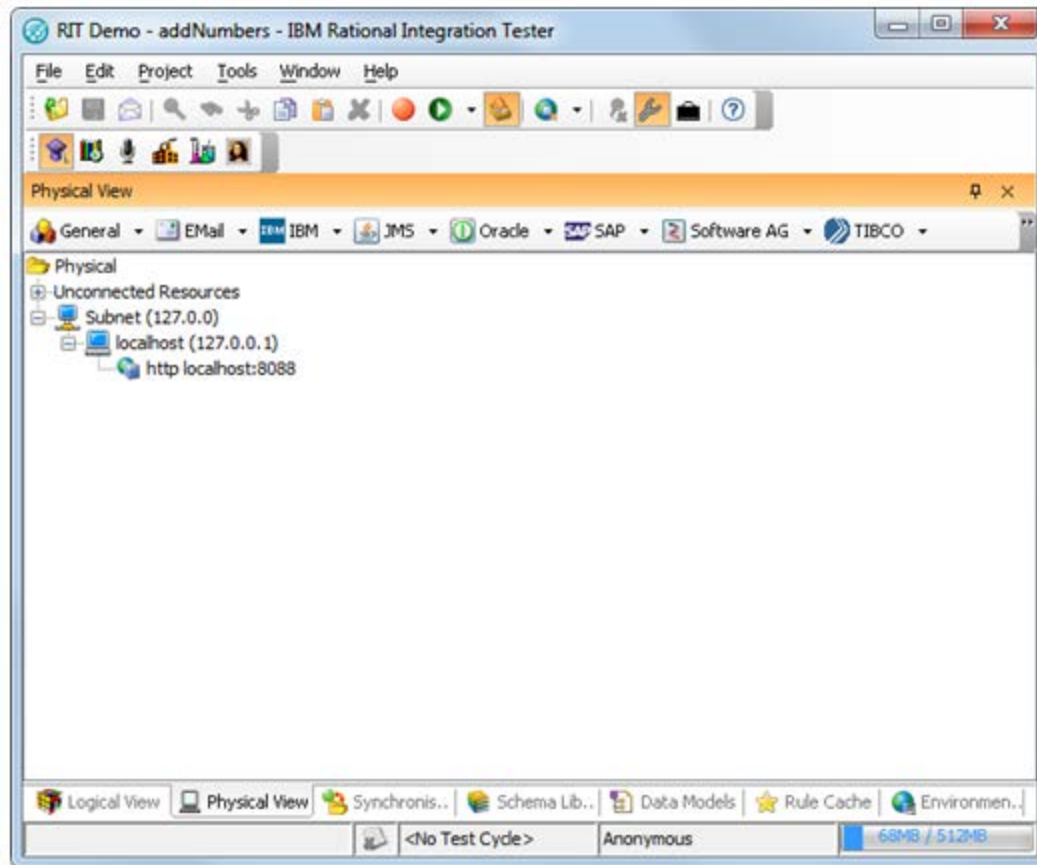 RIT Demo - addNumbers - IBM Rational Integration Tester
File Edit Project Tools Window Help
Physical View
General EMail IBM IBM JMS Oracle SAP SAP Software AG TIBCO
Physical
Unconnected Resources
Subnet (127.0.0)
localhost (127.0.0.1)
http localhost:8088
Logical View Physical View Synchronis.. Schema Lib.. Data Models Rule Cache Environmen..
<No Test Cycle> Anonymous 68MB / 512MB